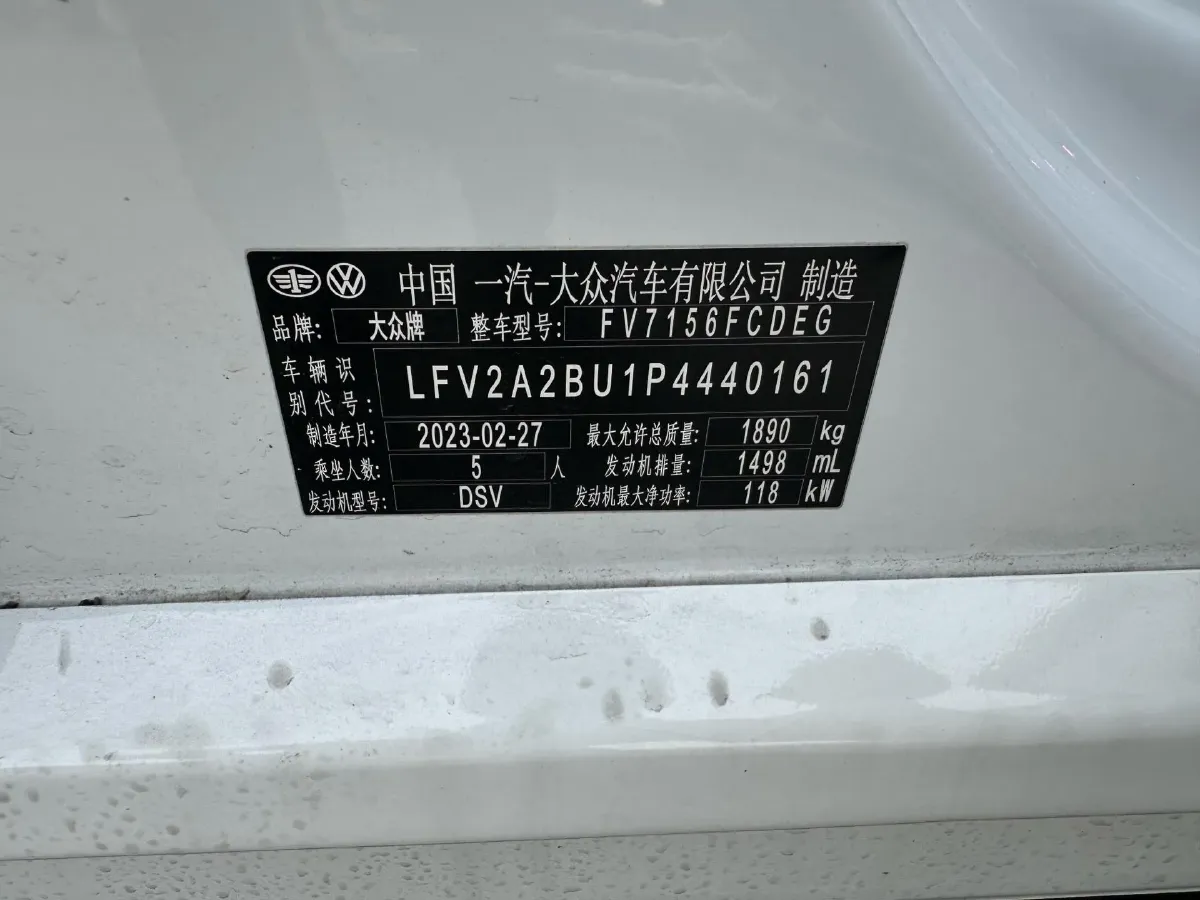 中国 一汽-大众汽车有限公司 制造
品牌: 大众牌 整车型号: FV7156FCDEG
车辆识别代号: LFV2A2BU1P4440161
制造年月: 2023-02-27 最大允许总质量: 1890 kg
乘坐人数: 5 人 发动机排量: 1498 mL
发动机型号: DSV 发动机最大净功率: 118 kW